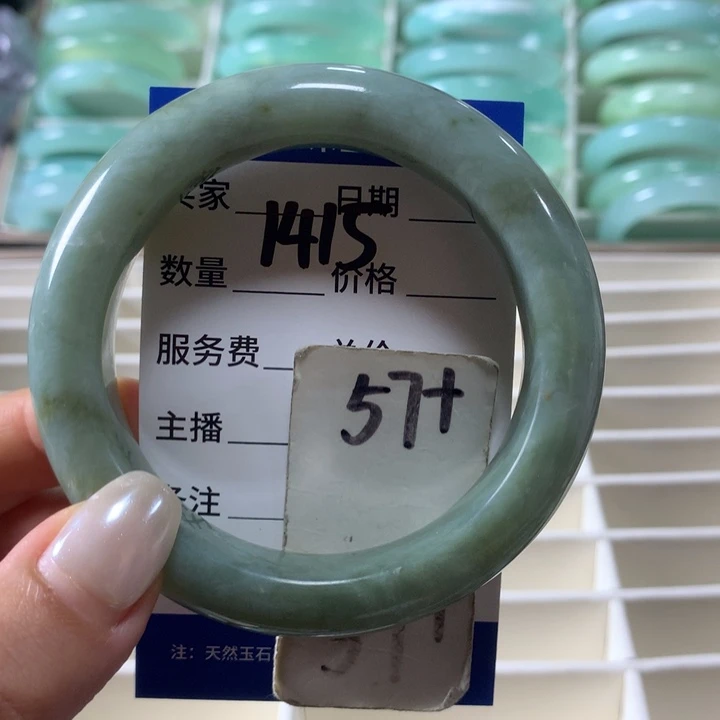 家 日期
1415
数量 价格
服务费
57+
主播
注
注：天然玉石